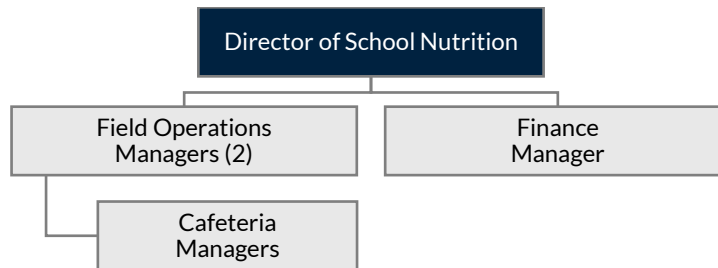 Director of School Nutrition
Field Operations
Managers (2)
Finance
Manager
Cafeteria
Managers